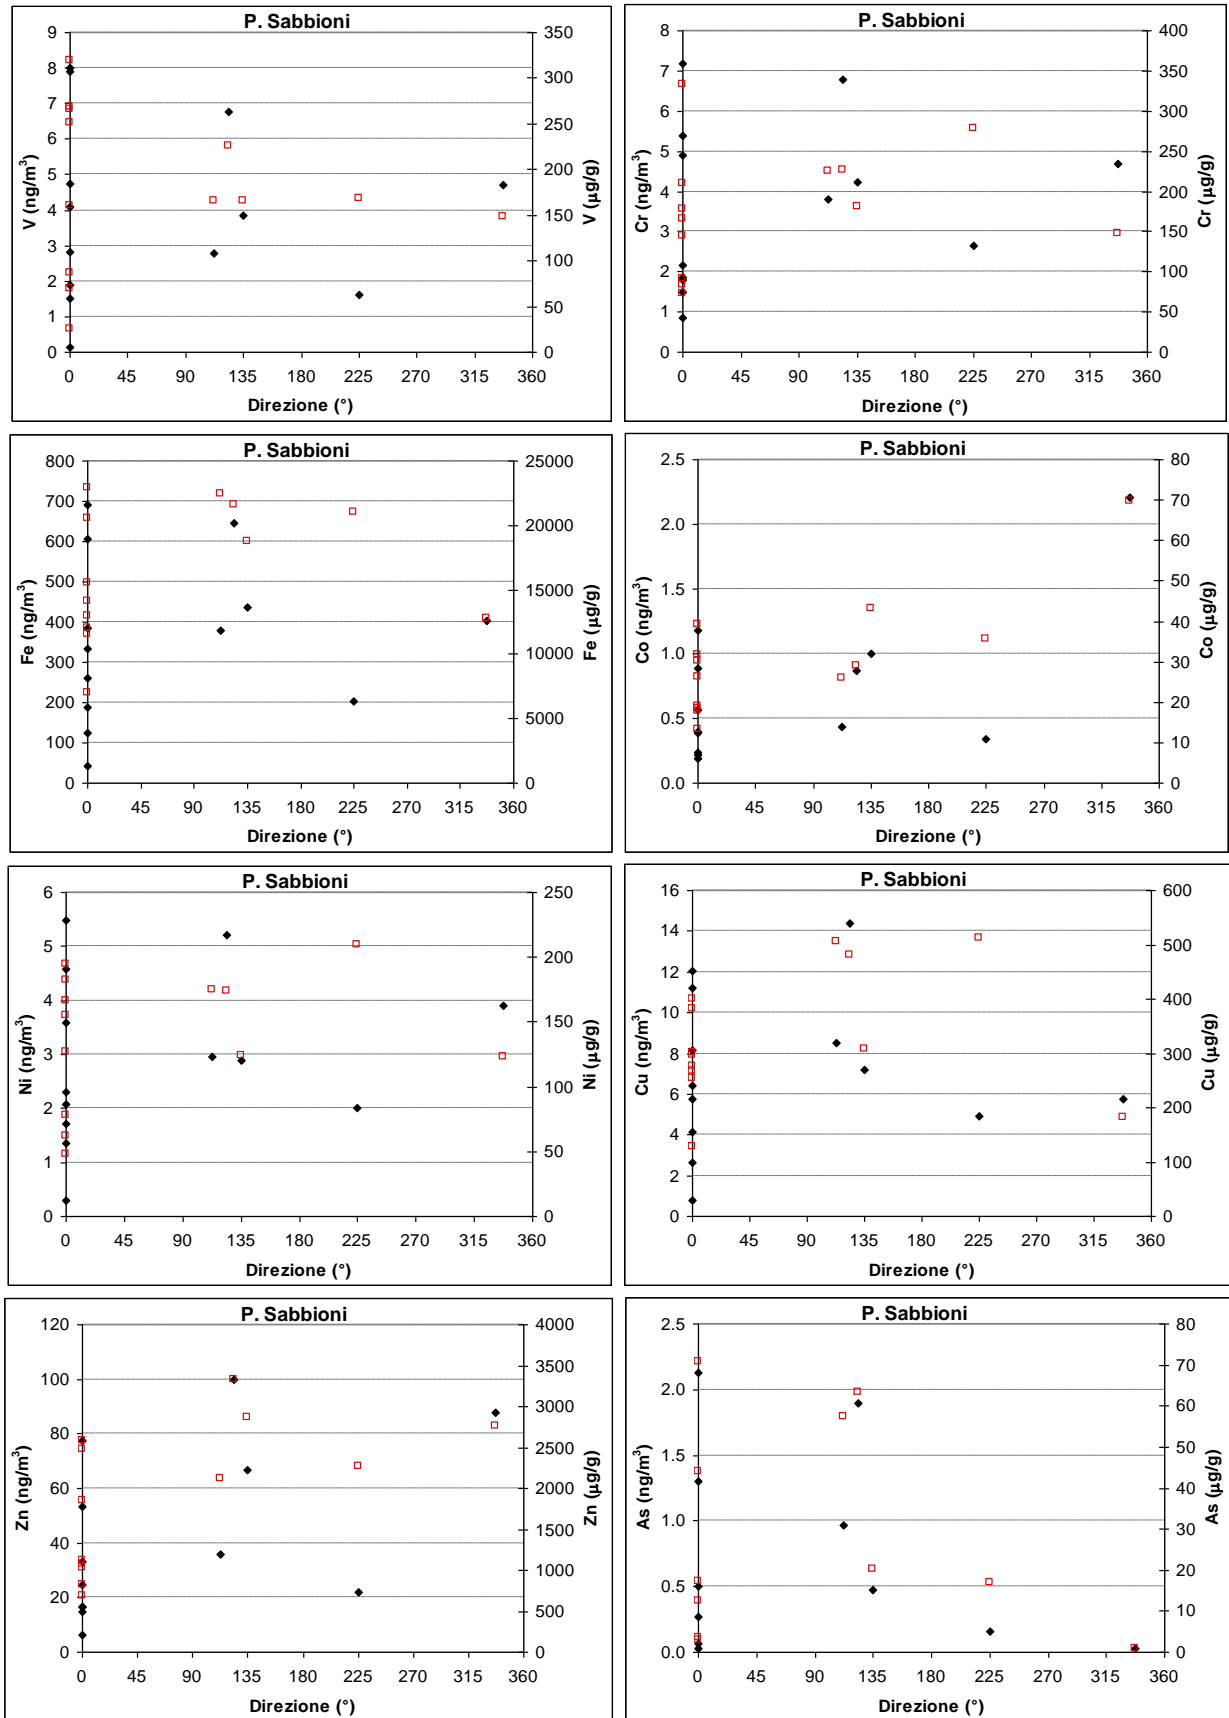 P. Sabbioni
9 8 7 6 5 4 3 2 1 0
V (ng/m³)
350 300 250 200 150 100 50 0
V (µg/g)
0 45 90 135 180 225 270 315 360
Direzione (°)
P. Sabbioni
8 7 6 5 4 3 2 1 0
Cr (ng/m³)
400 350 300 250 200 150 100 50 0
Cr (µg/g)
0 45 90 135 180 225 270 315 360
Direzione (°)
P. Sabbioni
800 700 600 500 400 300 200 100 0
Fe (ng/m³)
25000 20000 15000 10000 5000 0
Fe (µg/g)
0 45 90 135 180 225 270 315 360
Direzione (°)
P. Sabbioni
2.5 2.0 1.5 1.0 0.5 0.0
Co (ng/m³)
80 70 60 50 40 30 20 10 0
Co (µg/g)
0 45 90 135 180 225 270 315 360
Direzione (°)
P. Sabbioni
6 5 4 3 2 1 0
Ni (ng/m³)
250 200 150 100 50 0
Ni (µg/g)
0 45 90 135 180 225 270 315 360
Direzione (°)
P. Sabbioni
16 14 12 10 8 6 4 2 0
Cu (ng/m³)
600 500 400 300 200 100 0
Cu (µg/g)
0 45 90 135 180 225 270 315 360
Direzione (°)
P. Sabbioni
120 100 80 60 40 20 0
Zn (ng/m³)
4000 3500 3000 2500 2000 1500 1000 500 0
Zn (µg/g)
0 45 90 135 180 225 270 315 360
Direzione (°)
P. Sabbioni
2.5 2.0 1.5 1.0 0.5 0.0
As (ng/m³)
80 70 60 50 40 30 20 10 0
As (µg/g)
0 45 90 135 180 225 270 315 360
Direzione (°)